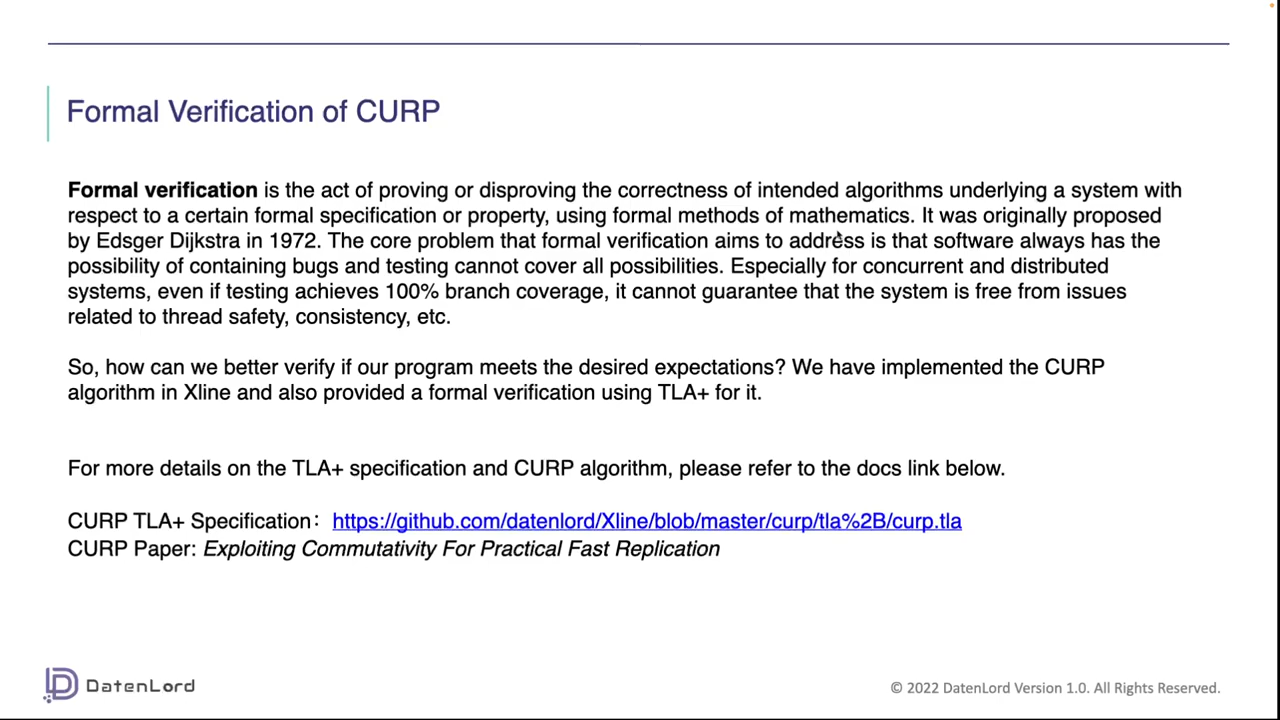 Formal Verification of CURP
Formal verification is the act of proving or disproving the correctness of intended algorithms underlying a system with
respect to a certain formal specification or property, using formal methods of mathematics. It was originally proposed
by Edsger Dijkstra in 1972. The core problem that formal verification aims to address is that software always has the
possibility of containing bugs and testing cannot cover all possibilities. Especially for concurrent and distributed
systems, even if testing achieves 100% branch coverage, it cannot guarantee that the system is free from issues
related to thread safety, consistency, etc.
So, how can we better verify if our program meets the desired expectations? We have implemented the CURP
algorithm in Xline and also provided a formal verification using TLA+ for it.
For more details on the TLA+ specification and CURP algorithm, please refer to the docs link below.
CURP TLA+ Specification：https://github.com/datenlord/Xline/blob/master/curp/tla%2B/curp.tla
CURP Paper: Exploiting Commutativity For Practical Fast Replication
DatenLord
© 2022 DatenLord Version 1.0. All Rights Reserved.